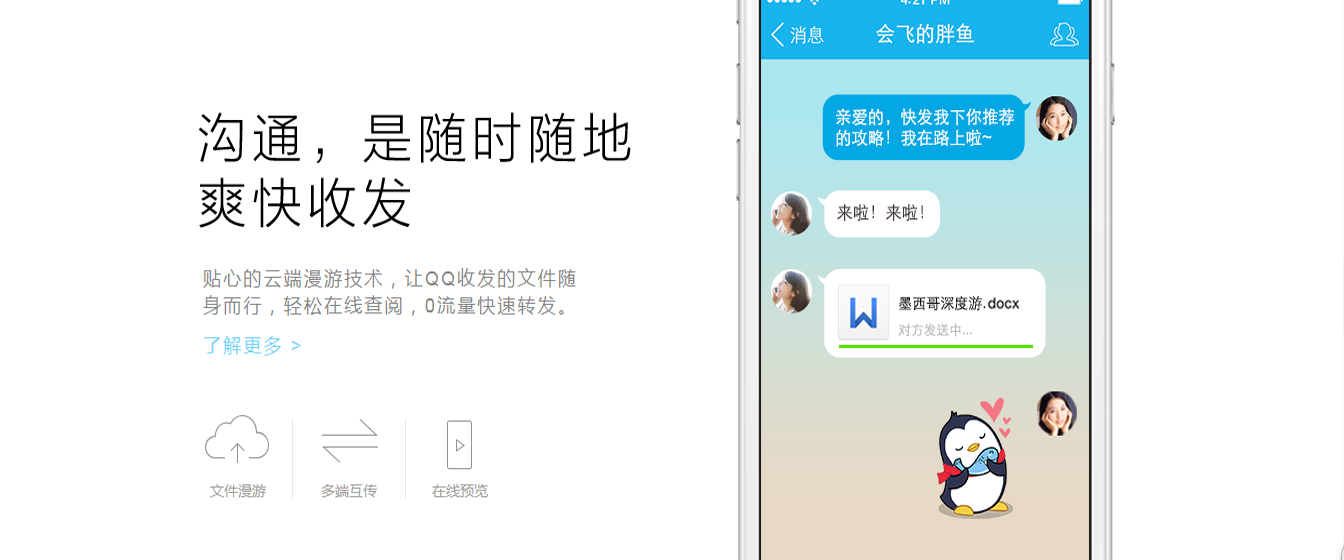 沟通，是随时随地
爽快收发
贴心的云端漫游技术，让QQ收发的文件随
身而行，轻松在线查阅，0流量快速转发。
了解更多 >
文件漫游
多端互传
在线预览
4:21 PM
消息
会飞的胖鱼
亲爱的，快发我下你推荐
的攻略！我在路上啦~
来啦！来啦！
墨西哥深度游.docx
对方发送中...